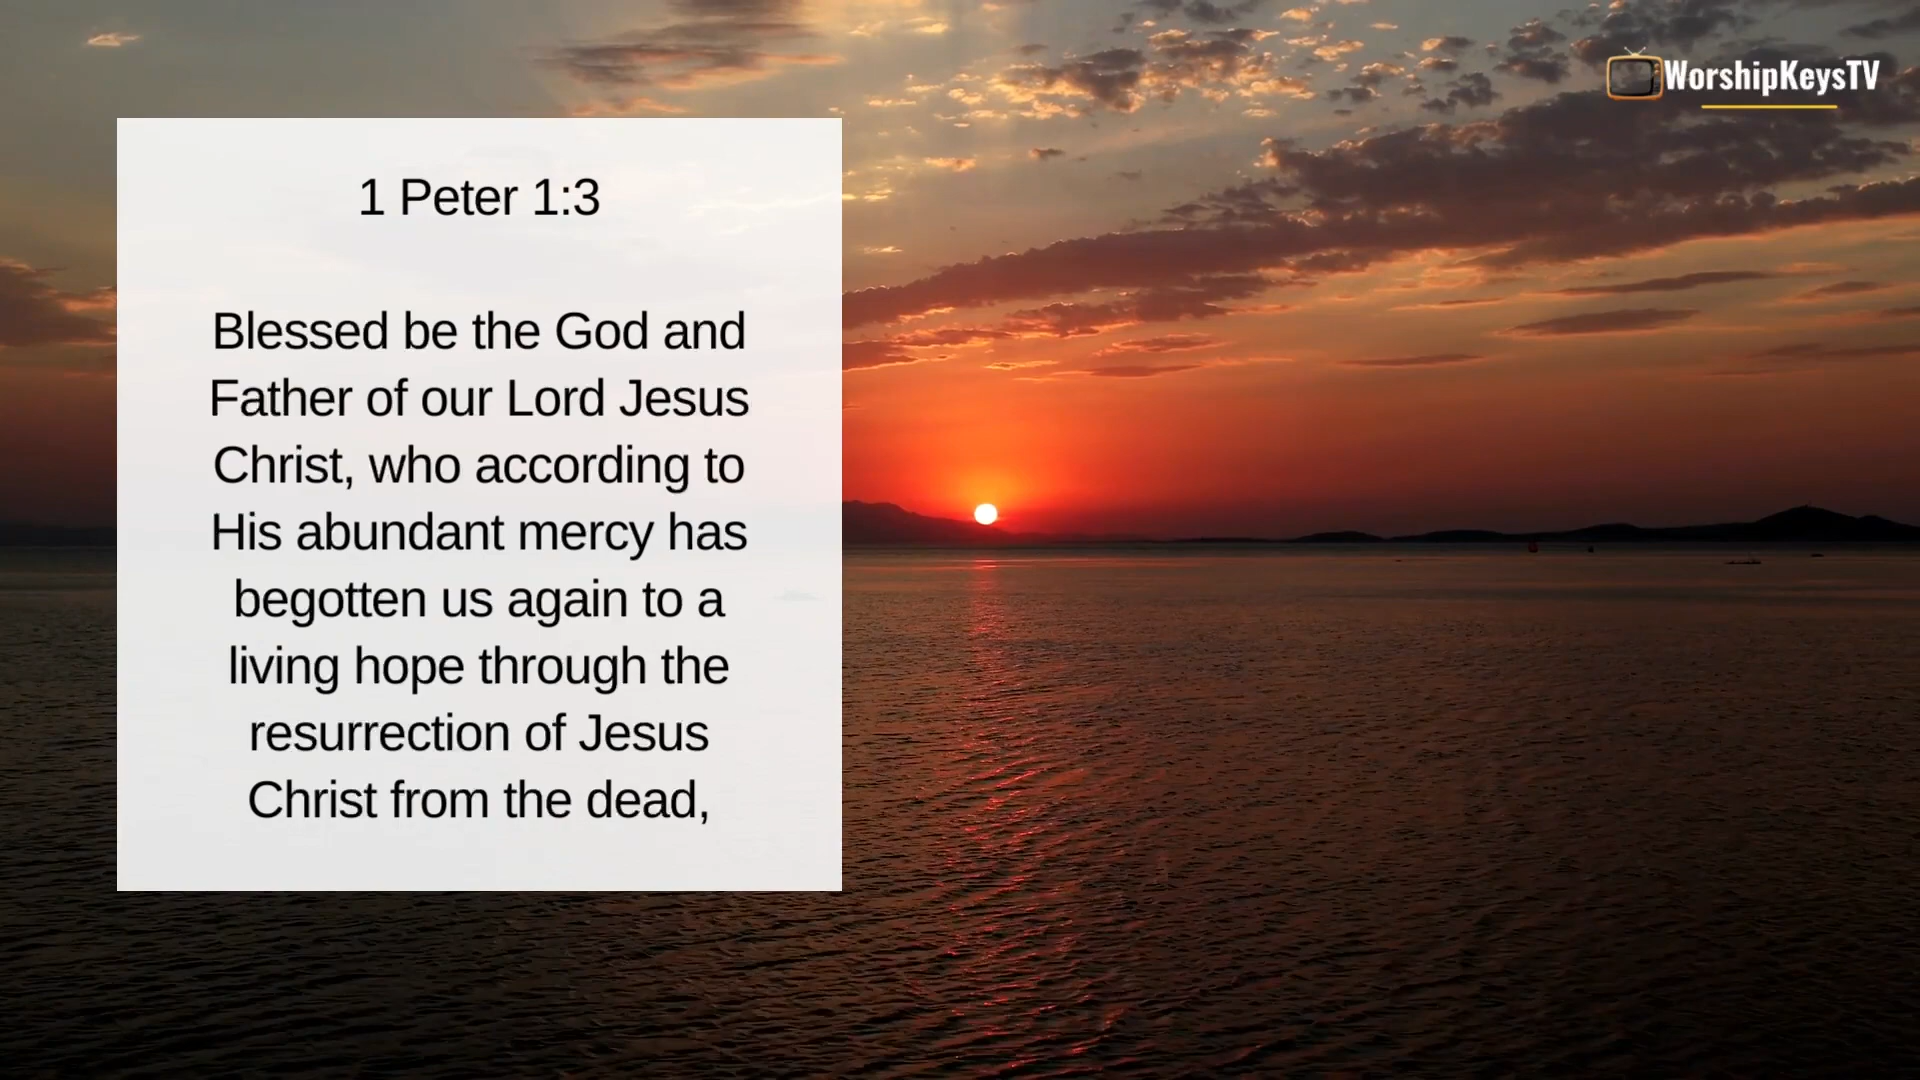 WorshipKeysTV
1 Peter 1:3
Blessed be the God and
Father of our Lord Jesus
Christ, who according to
His abundant mercy has
begotten us again to a
living hope through the
resurrection of Jesus
Christ from the dead,